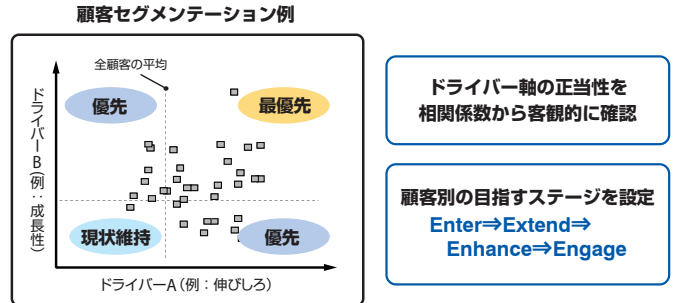 顧客セグメンテーション例
全顧客の平均
優先
最優先
現状維持
優先
ドライバーB(例：成長性)
ドライバーA(例：伸びしろ)
ドライバー軸の正当性を
相関係数から客観的に確認
顧客別の目指すステージを設定
Enter⇒Extend⇒
Enhance⇒Engage